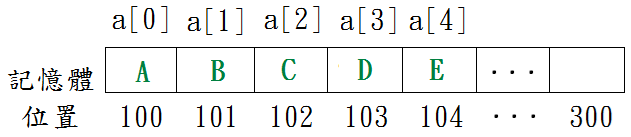 a[0] a[1] a[2] a[3] a[4]
記憶體 A B C D E ···
位置 100 101 102 103 104 ··· 300